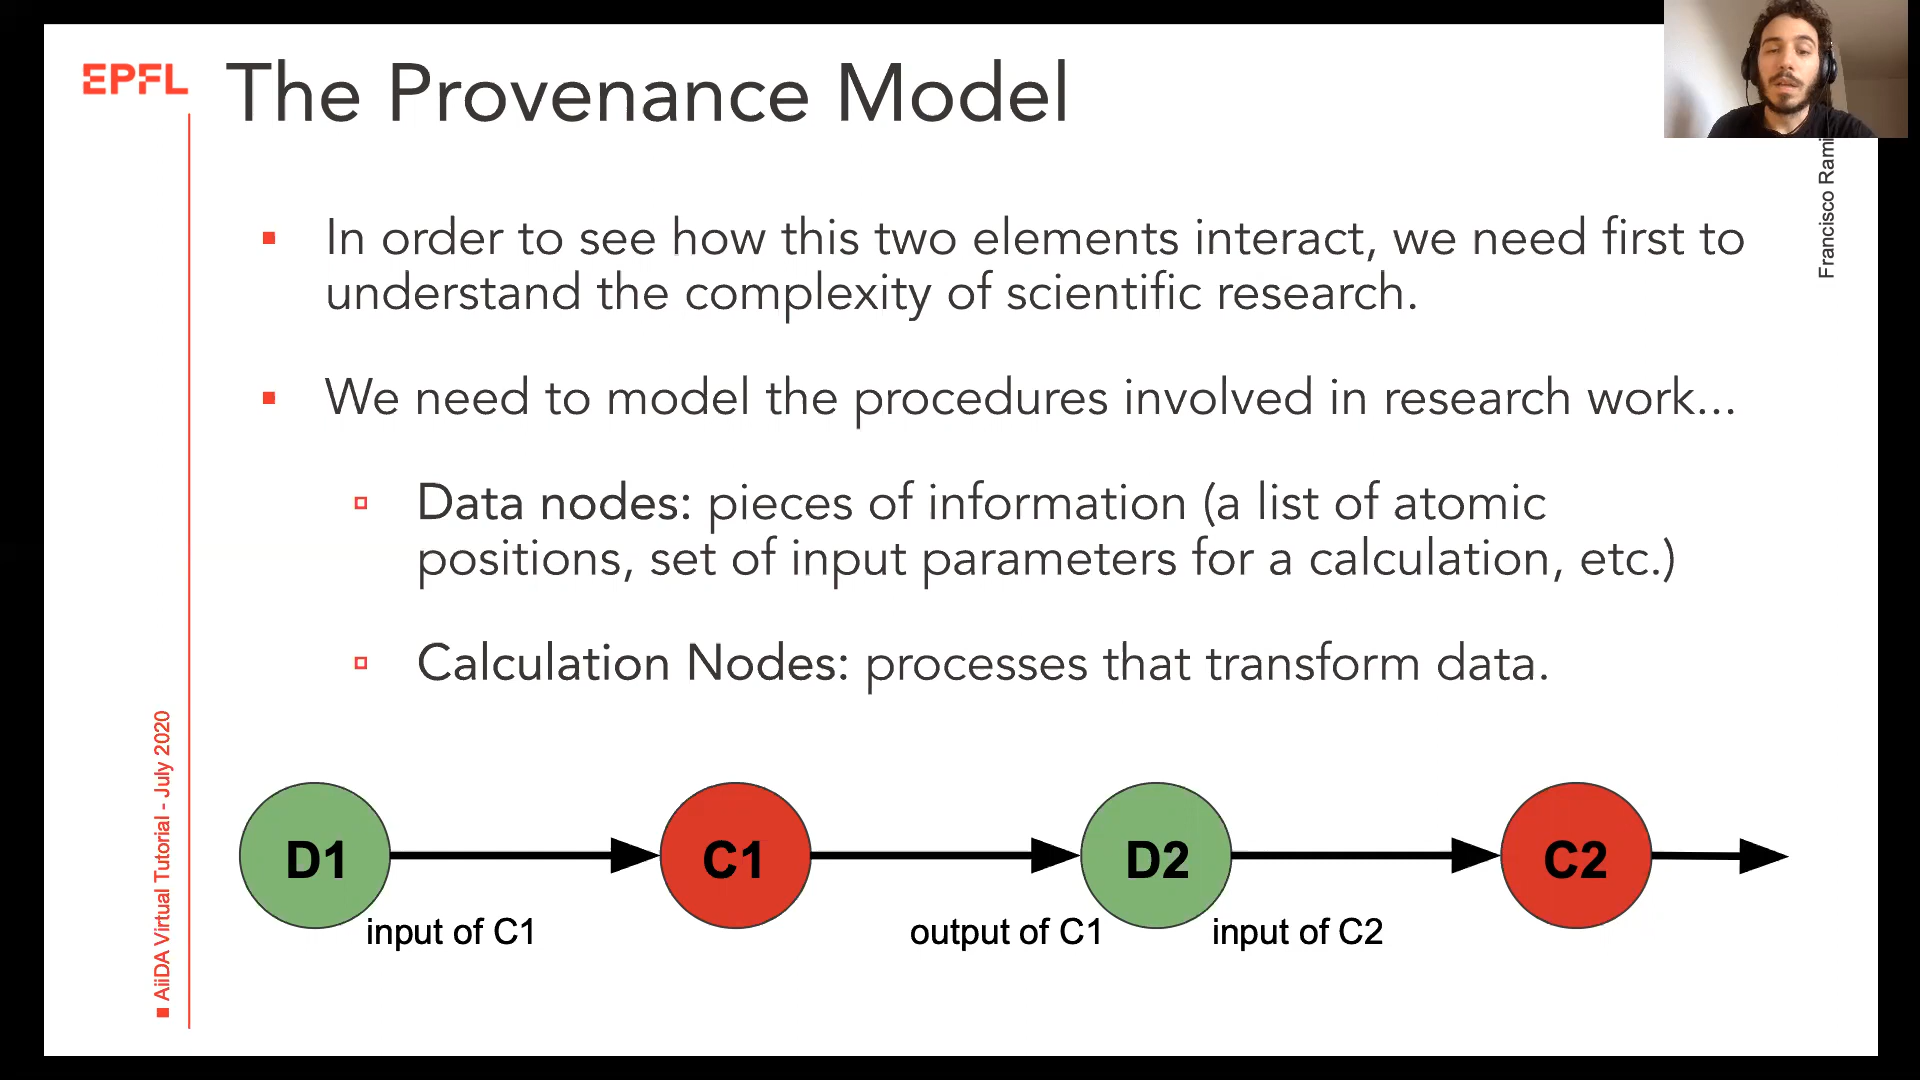 EPFL
The Provenance Model
Francisco Rami
In order to see how this two elements interact, we need first to
understand the complexity of scientific research.
We need to model the procedures involved in research work...
Data nodes: pieces of information (a list of atomic
positions, set of input parameters for a calculation, etc.)
Calculation Nodes: processes that transform data.
AiiDA Virtual Tutorial - July 2020
D1
C1
D2
C2
input of C1
output of C1
input of C2